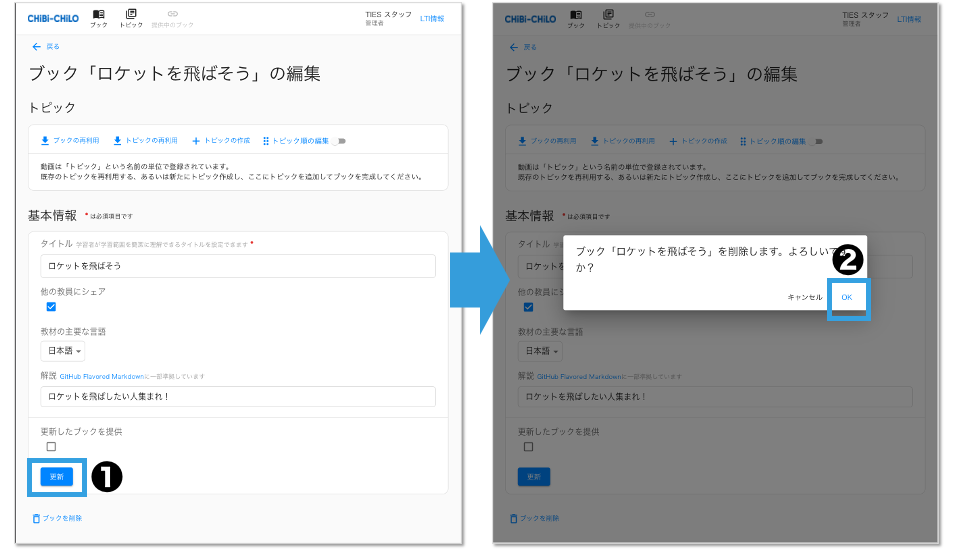 CHiBi-CHiLO
ブック
トピック
提供中のブック
TIES スタッフ
管理者
LTI情報
戻る
ブック「ロケットを飛ばそう」の編集
トピック
ブックの再利用
トピックの再利用
トピックの作成
トピック順の編集
動画は「トピック」という名前の単位で登録されています。
既存のトピックを再利用する、あるいは新たにトピック作成し、ここにトピックを追加してブックを完成してください。
基本情報 *は必須項目です
タイトル 学習者が学習範囲を簡潔に理解できるタイトルを設定できます *
ロケットを飛ばそう
他の教員にシェア
教材の主要な言語
日本語
解説 GitHub Flavored Markdownに一部準拠しています
ロケットを飛ばしたい人集まれ！
更新したブックを提供
更新
1
ブックを削除
CHiBi-CHiLO
ブック
トピック
提供中のブック
TIES スタッフ
管理者
LTI情報
戻る
ブック「ロケットを飛ばそう」の編集
トピック
ブックの再利用
トピックの再利用
トピックの作成
トピック順の編集
動画は「トピック」という名前の単位で登録されています。
既存のトピックを再利用する、あるいは新たにトピック作成し、ここにトピックを追加してブックを完成してください。
基本情報 *は必須項目です
タイトル
ブック「ロケットを飛ばそう」を削除します。よろしいです
か？
2
キャンセル
OK
ロケットを
他の教員に
教材の主要な言語
日本語
解説 GitHub Flavored Markdownに一部準拠しています
ロケットを飛ばしたい人集まれ！
更新したブックを提供
更新
ブックを削除